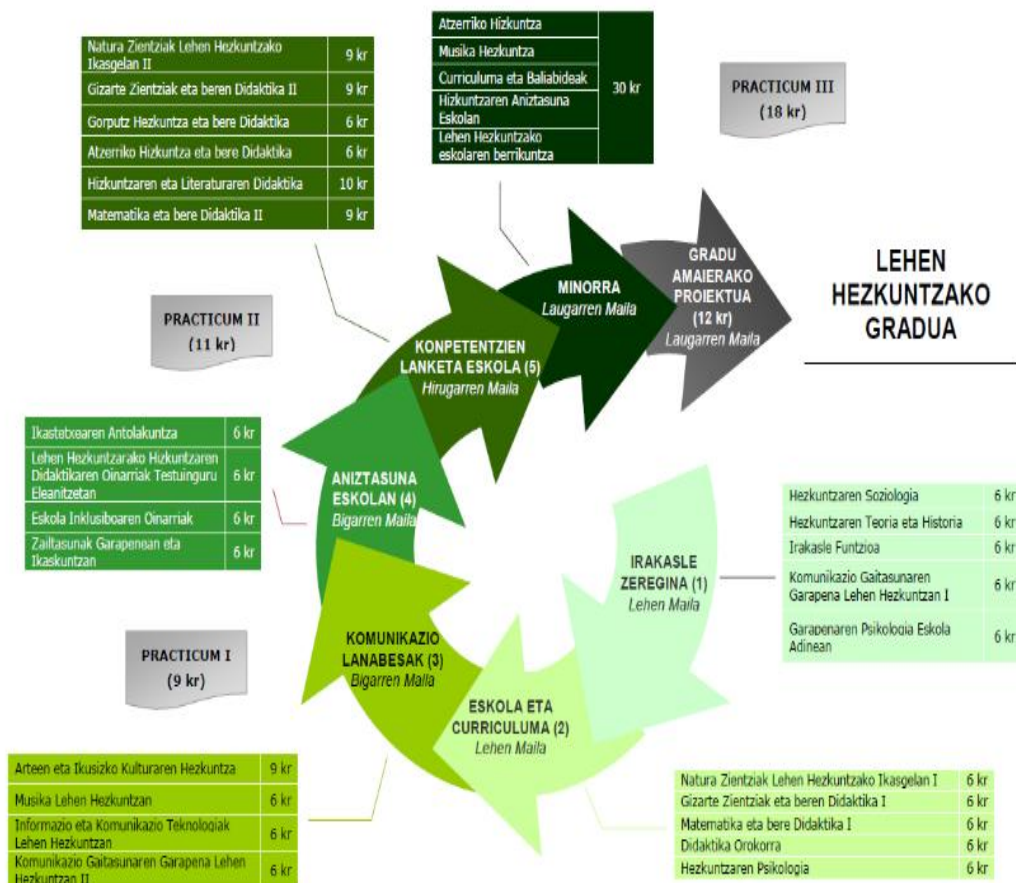 Natura Zientziak Lehen Hezkuntzako
Ikasgelan II
9 kr
Gizarte Zientziak eta beren Didaktika II
9 kr
Gorputz Hezkuntza eta bere Didaktika
6 kr
Atzerriko Hizkuntza eta bere Didaktika
6 kr
Hizkuntzaren eta Literaturaren Didaktika
10 kr
Matematika eta bere Didaktika II
9 kr
Atzerriko Hizkuntza
Musika Hezkuntza
Curriculuma eta Baliabideak
Hizkuntzaren Aniztasuna
Eskolan
Lehen Hezkuntzako
eskolaren berrikuntza
30 kr
PRACTICUM III
(18 kr)
GRADU
AMAIERAKO
PROIEKTUA
(12 kr)
Laugarren Maila
MINORRA
Laugarren Maila
LEHEN
HEZKUNTZAKO
GRADUA
PRACTICUM II
(11 kr)
KONPETENTZIEN
LANKETA ESKOLA (5)
Hirugarren Maila
Ikastetxearen Antolakuntza
6 kr
Lehen Hezkuntzarako Hizkuntzaren
Didaktikaren Oinarriak Testuinguru
Eleanitzetan
6 kr
Eskola Inklusiboaren Oinarriak
6 kr
Zailtasunak Garapenean eta
Ikaskuntzan
6 kr
ANIZTASUNA
ESKOLAN (4)
Bigarren Maila
IRAKASLE
ZEREGINA (1)
Lehen Maila
Hezkuntzaren Soziologia
6 kr
Hezkuntzaren Teoria eta Historia
6 kr
Irakasle Funtzioa
6 kr
Komunikazio Gaitasunaren
Garapena Lehen Hezkuntzan I
6 kr
Garapenaren Psikologia Eskola
Adinean
6 kr
PRACTICUM I
(9 kr)
KOMUNIKAZIO
LANABESAK (3)
Bigarren Maila
ESKOLA ETA
CURRICULUMA (2)
Lehen Maila
Arteen eta Ikusizko Kulturaren Hezkuntza
9 kr
Musika Lehen Hezkuntzan
6 kr
Informazio eta Komunikazio Teknologiak
Lehen Hezkuntzan
6 kr
Komunikazio Gaitasunaren Garapena Lehen
Hezkuntzan II
6 kr
Natura Zientziak Lehen Hezkuntzako Ikasgelan I
6 kr
Gizarte Zientziak eta beren Didaktika I
6 kr
Matematika eta bere Didaktika I
6 kr
Didaktika Orokorra
6 kr
Hezkuntzaren Psikologia
6 kr